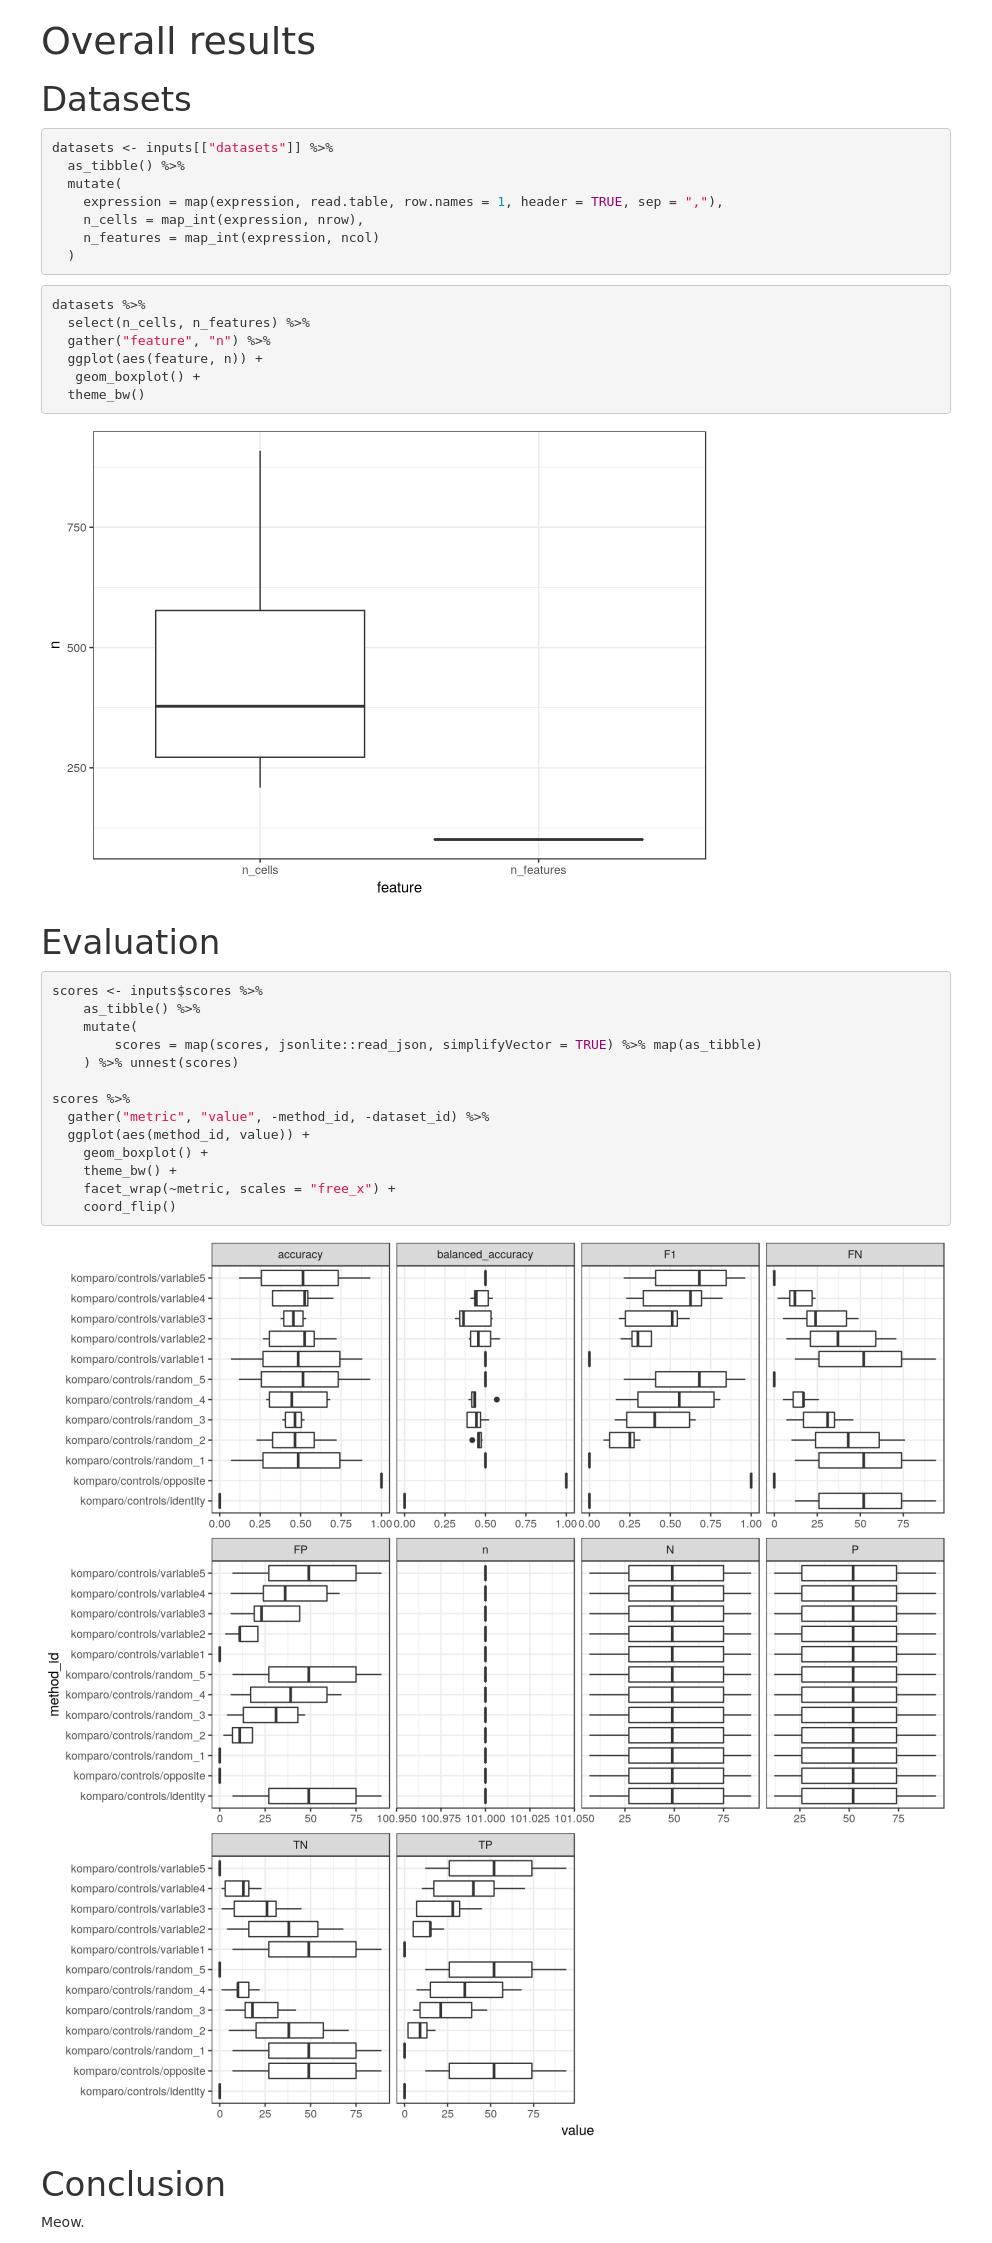 Overall results
Datasets
datasets <- inputs[["datasets"]] %>%
  as_tibble() %>%
  mutate(
    expression = map(expression, read.table, row.names = 1, header = TRUE, sep = ","),
    n_cells = map_int(expression, nrow),
    n_features = map_int(expression, ncol)
  )
datasets %>%
  select(n_cells, n_features) %>%
  gather("feature", "n") %>%
  ggplot(aes(feature, n)) +
   geom_boxplot() +
  theme_bw()
750
n
500
250
n_cells n_features
feature
Evaluation
scores <- inputs$scores %>%
    as_tibble() %>%
    mutate(
        scores = map(scores, jsonlite::read_json, simplifyVector = TRUE) %>% map(as_tibble)
    ) %>% unnest(scores)
scores %>%
  gather("metric", "value", -method_id, -dataset_id) %>%
  ggplot(aes(method_id, value)) +
    geom_boxplot() +
    theme_bw() +
    facet_wrap(~metric, scales = "free_x") +
    coord_flip()
accuracy balanced_accuracy F1 FN
komparo/controls/variable5
komparo/controls/variable4
komparo/controls/variable3
komparo/controls/variable2
komparo/controls/variable1
komparo/controls/random_5
komparo/controls/random_4
komparo/controls/random_3
komparo/controls/random_2
komparo/controls/random_1
komparo/controls/opposite
komparo/controls/identity
0.00 0.25 0.50 0.75 1.00 0.00 0.25 0.50 0.75 1.00 0.00 0.25 0.50 0.75 1.00 0 25 50 75
FP n N P
komparo/controls/variable5
komparo/controls/variable4
komparo/controls/variable3
komparo/controls/variable2
komparo/controls/variable1
method_id
komparo/controls/random_5
komparo/controls/random_4
komparo/controls/random_3
komparo/controls/random_2
komparo/controls/random_1
komparo/controls/opposite
komparo/controls/identity
0 25 50 75 100.950 100.975 101.000 101.025 101.050 25 50 75 25 50 75
TN TP
komparo/controls/variable5
komparo/controls/variable4
komparo/controls/variable3
komparo/controls/variable2
komparo/controls/variable1
komparo/controls/random_5
komparo/controls/random_4
komparo/controls/random_3
komparo/controls/random_2
komparo/controls/random_1
komparo/controls/opposite
komparo/controls/identity
0 25 50 75 0 25 50 75
value
Conclusion
Meow.